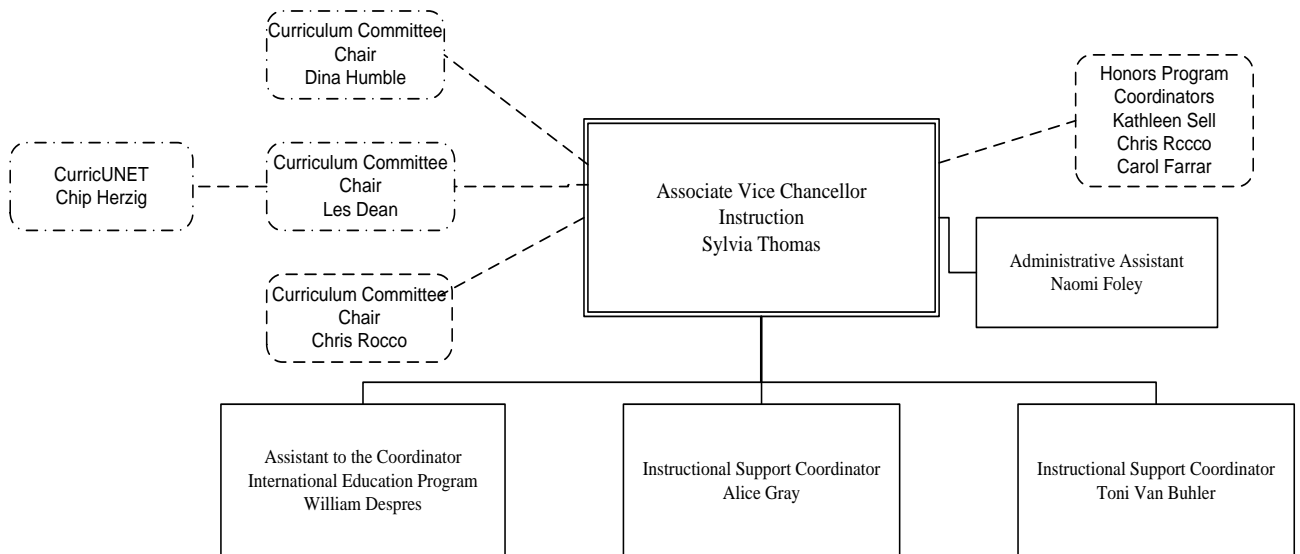 Curriculum Committee
Chair
Dina Humble
Honors Program
Coordinators
Kathleen Sell
Chris Rccco
Carol Farrar
CurricUNET
Chip Herzig
Curriculum Committee
Chair
Les Dean
Associate Vice Chancellor
Instruction
Sylvia Thomas
Administrative Assistant
Naomi Foley
Curriculum Committee
Chair
Chris Rocco
Assistant to the Coordinator
International Education Program
William Despres
Instructional Support Coordinator
Alice Gray
Instructional Support Coordinator
Toni Van Buhler